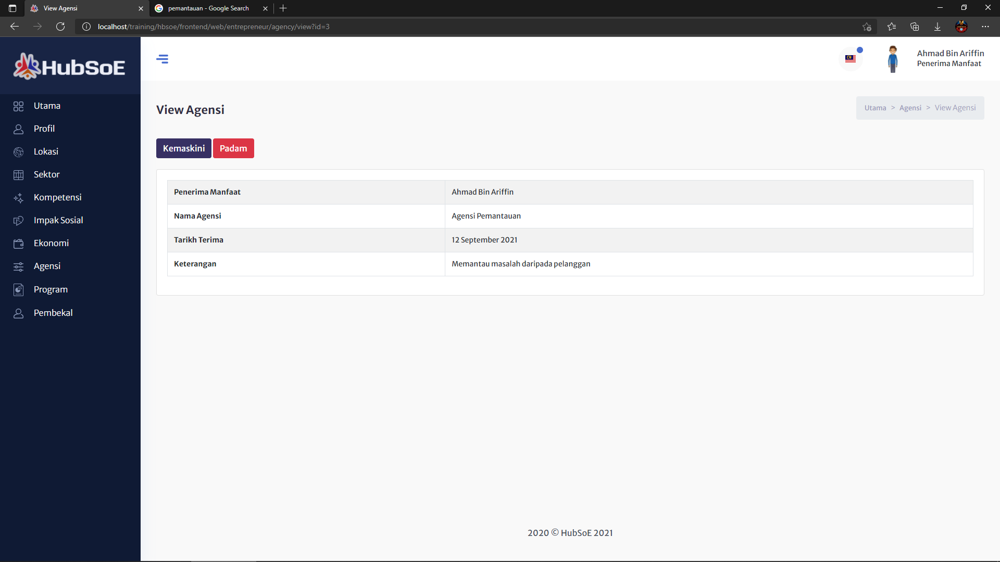 View Agensi
pemantauan - Google Search
localhost/training/hbsoe/frontend/web/entrepreneur/agency/view?id=3
HubSoE
Ahmad Bin Ariffin
Penerima Manfaat
Utama
Profil
Lokasi
Sektor
Kompetensi
Impak Sosial
Ekonomi
Agensi
Program
Pembekal
View Agensi
Utama > Agensi > View Agensi
Kemaskini Padam
Penerima Manfaat Ahmad Bin Ariffin
Nama Agensi Agensi Pemantauan
Tarikh Terima 12 September 2021
Keterangan Memantau masalah daripada pelanggan
2020 © HubSoE 2021